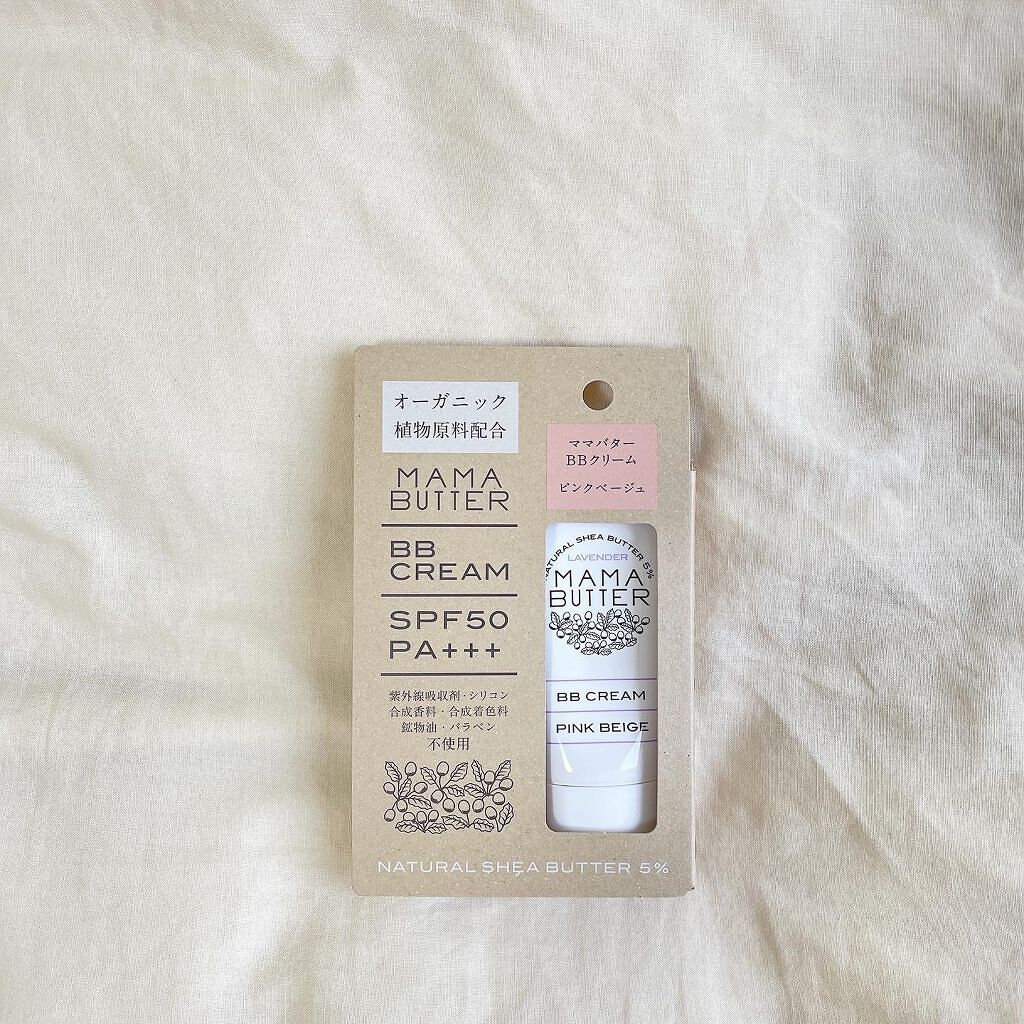 オーガニック
植物原料配合
MAMA
BUTTER
BB
CREAM
SPF50
PA+++
紫外線吸収剤・シリコン
合成香料・合成着色料
鉱物油・パラベン
不使用
ママバター
BBクリーム
ピンクベージュ
NATURAL SHEA BUTTER 5%
LAVENDER
MAMA
BUTTER
BB CREAM
PINK BEIGE
NATURAL SHEA BUTTER 5%